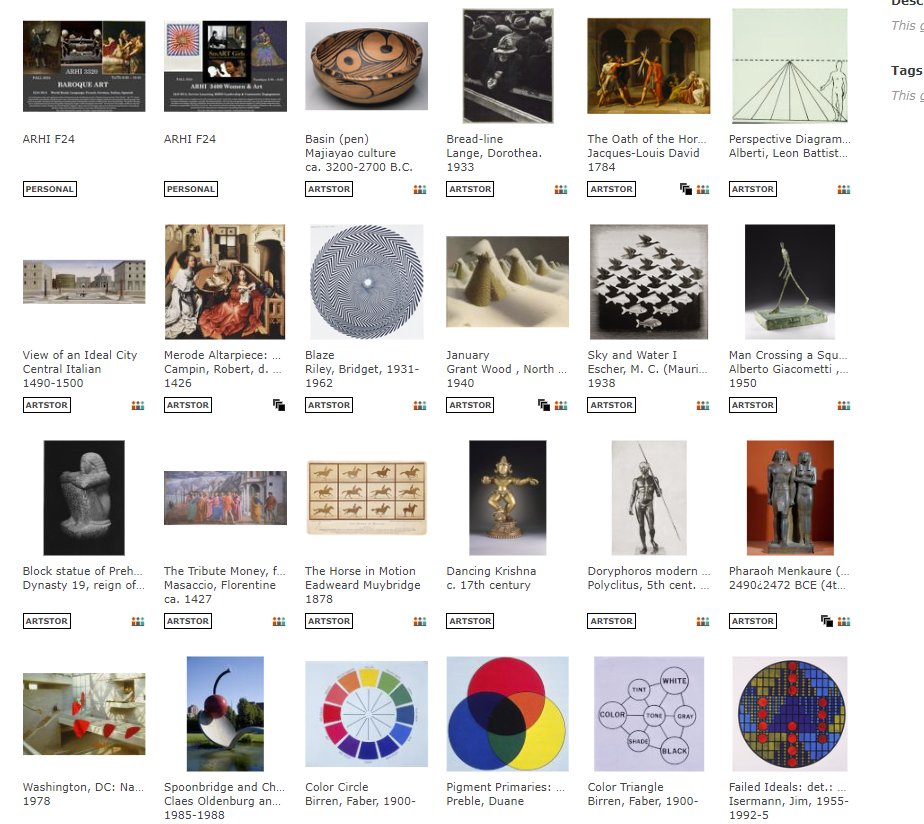 Desc
This g
Tags
This g
ARHI 3320
FALL 2024
BAROQUE ART
FALL 2024
ARHI 3400 Women & Art
ARHI F24
ARHI F24
Basin (pen)
Majiayao culture
ca. 3200-2700 B.C.
Bread-line
Lange, Dorothea.
1933
The Oath of the Hor...
Jacques-Louis David
1784
Perspective Diagram...
Alberti, Leon Battist...
PERSONAL
PERSONAL
ARTSTOR
ARTSTOR
ARTSTOR
ARTSTOR
View of an Ideal City
Central Italian
1490-1500
Merode Altarpiece: ...
Campin, Robert, d. ...
1426
Blaze
Riley, Bridget, 1931-
1962
January
Grant Wood , North ...
1940
Sky and Water I
Escher, M. C. (Mauri...
1938
Man Crossing a Squ...
Alberto Giacometti ,...
1950
ARTSTOR
ARTSTOR
ARTSTOR
ARTSTOR
ARTSTOR
ARTSTOR
Block statue of Preh...
Dynasty 19, reign of...
The Tribute Money, f...
Masaccio, Florentine
ca. 1427
The Horse in Motion
Eadweard Muybridge
1878
Dancing Krishna
c. 17th century
Doryphoros modern ...
Polyclitus, 5th cent. ...
Pharaoh Menkaure (...
2490¿2472 BCE (4t...
ARTSTOR
ARTSTOR
ARTSTOR
ARTSTOR
ARTSTOR
ARTSTOR
WHITE
TINT
COLOR
TONE
GRAY
SHADE
BLACK
Washington, DC: Na...
1978
Spoonbridge and Ch...
Claes Oldenburg an...
1985-1988
Color Circle
Birren, Faber, 1900-
Pigment Primaries: ...
Preble, Duane
Color Triangle
Birren, Faber, 1900-
Failed Ideals: det.: ...
Isermann, Jim, 1955-
1992-5